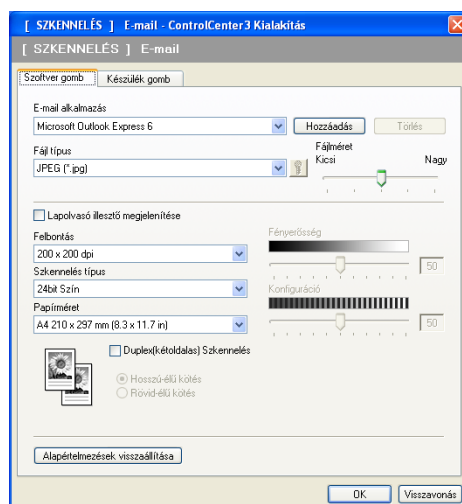 [ SZKENNELÉS ] E-mail - ControlCenter3 Kialakítás
[ SZKENNELÉS ] E-mail
Szoftver gomb Készülék gomb
E-mail alkalmazás
Microsoft Outlook Express 6 Hozzáadás Törlés
Fájl típus Fájlméret
Kicsi Nagy
JPEG (*.jpg)
Lapolvasó illesztő megjelenítése
Felbontás Fényerősség
200 x 200 dpi
50
Szkennelés típus
24bit Szín Konfiguráció
Papírméret
A4 210 x 297 mm (8.3 x 11.7 in) 50
Duplex(kétoldalas) Szkennelés
Hosszú-élű kötés
Rövid-élű kötés
Alapértelmezések visszaállítása
OK Visszavonás